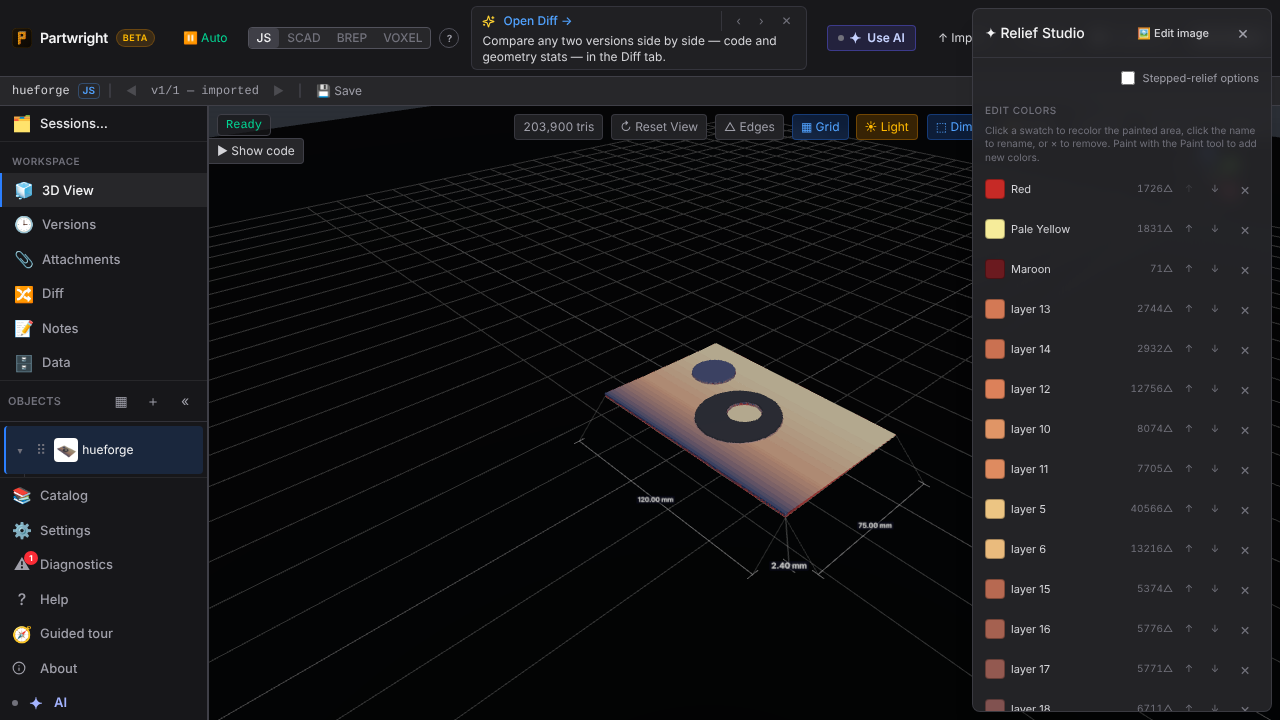 Partwright BETA
Auto
JS SCAD BREP VOXEL ?
Open Diff →
Compare any two versions side by side — code and
geometry stats — in the Diff tab.
Use AI
↑ Imp
hueforge JS
v1/1 — imported
Save
Sessions...
WORKSPACE
3D View
Versions
Attachments
Diff
Notes
Data
OBJECTS
hueforge
Catalog
Settings
1
Diagnostics
? Help
Guided tour
About
AI
Ready
▶ Show code
203,900 tris
Reset View
Edges
Grid
Light
Dim
120.00 mm
75.00 mm
2.40 mm
Relief Studio
Edit image
Stepped-relief options
EDIT COLORS
Click a swatch to recolor the painted area, click the name
to rename, or × to remove. Paint with the Paint tool to add
new colors.
Red 1726△ ↑ ↓ ×
Pale Yellow 1831△ ↑ ↓ ×
Maroon 71△ ↑ ↓ ×
layer 13 2744△ ↑ ↓ ×
layer 14 2932△ ↑ ↓ ×
layer 12 12756△ ↑ ↓ ×
layer 10 8074△ ↑ ↓ ×
layer 11 7705△ ↑ ↓ ×
layer 5 40566△ ↑ ↓ ×
layer 6 13216△ ↑ ↓ ×
layer 15 5374△ ↑ ↓ ×
layer 16 5776△ ↑ ↓ ×
layer 17 5771△ ↑ ↓ ×
layer 18 6711△ ↑ ↓ ×